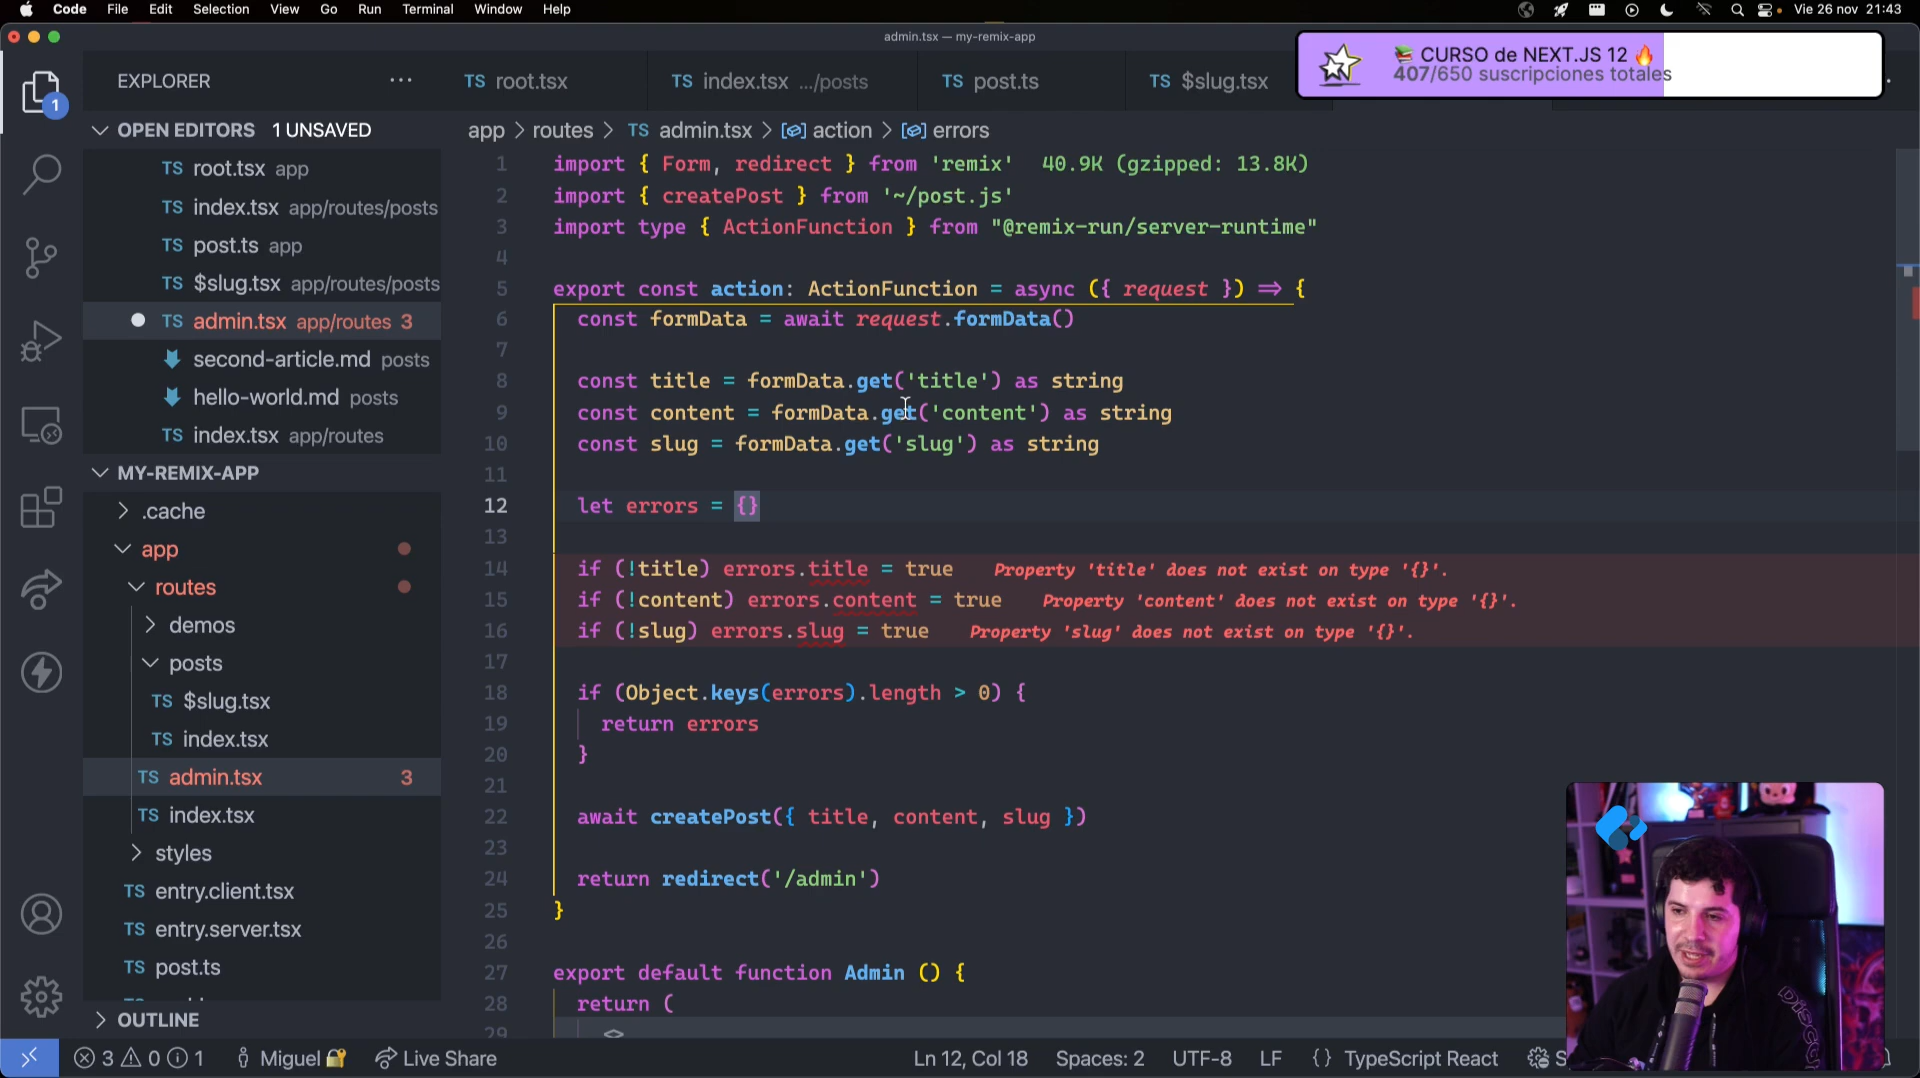 Code File Edit Selection View Go Run Terminal Window Help
Vie 26 nov 21:43
admin.tsx — my-remix-app
📚 CURSO de NEXT.JS 12 🔥
407/650 suscripciones totales
EXPLORER ...
TS root.tsx
TS index.tsx .../posts
TS post.ts
TS $slug.tsx
1
OPEN EDITORS 1 UNSAVED
TS root.tsx app
TS index.tsx app/routes/posts
TS post.ts app
TS $slug.tsx app/routes/posts
TS admin.tsx app/routes 3
second-article.md posts
hello-world.md posts
TS index.tsx app/routes
MY-REMIX-APP
> .cache
app
routes
> demos
posts
TS $slug.tsx
TS index.tsx
TS admin.tsx 3
TS index.tsx
> styles
TS entry.client.tsx
TS entry.server.tsx
TS post.ts
> OUTLINE
app > routes > TS admin.tsx > action > errors
1 import { Form, redirect } from 'remix' 40.9K (gzipped: 13.8K)
2 import { createPost } from '~/post.js'
3 import type { ActionFunction } from "@remix-run/server-runtime"
4
5 export const action: ActionFunction = async ({ request }) => {
6 const formData = await request.formData()
7
8 const title = formData.get('title') as string
9 const content = formData.get('content') as string
10 const slug = formData.get('slug') as string
11
12 let errors = {}
13
14 if (!title) errors.title = true Property 'title' does not exist on type '{}'.
15 if (!content) errors.content = true Property 'content' does not exist on type '{}'.
16 if (!slug) errors.slug = true Property 'slug' does not exist on type '{}'.
17
18 if (Object.keys(errors).length > 0) {
19 return errors
20 }
21
22 await createPost({ title, content, slug })
23
24 return redirect('/admin')
25 }
26
27 export default function Admin () {
28 return (
29 <>
3 0 1 Miguel 🔐 Live Share
Ln 12, Col 18 Spaces: 2 UTF-8 LF {} TypeScript React